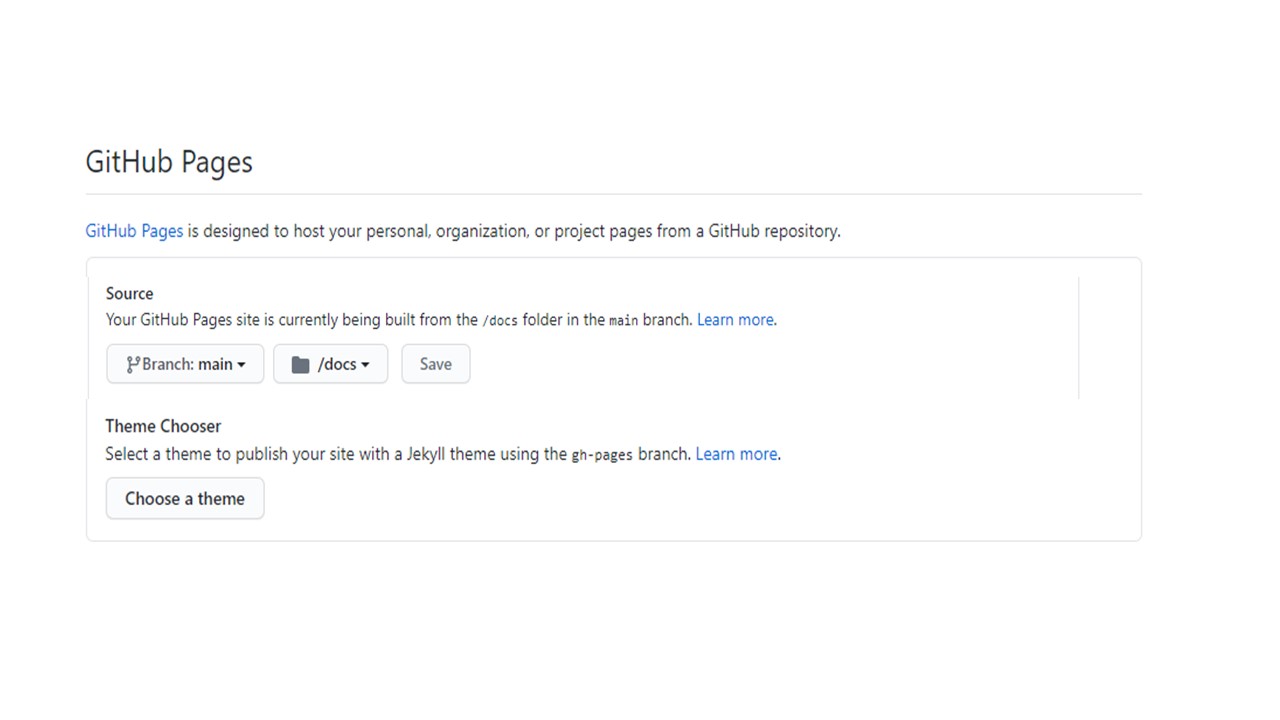 GitHub Pages
GitHub Pages is designed to host your personal, organization, or project pages from a GitHub repository.
Source
Your GitHub Pages site is currently being built from the /docs folder in the main branch. Learn more.
Branch: main /docs Save
Theme Chooser
Select a theme to publish your site with a Jekyll theme using the gh-pages branch. Learn more.
Choose a theme